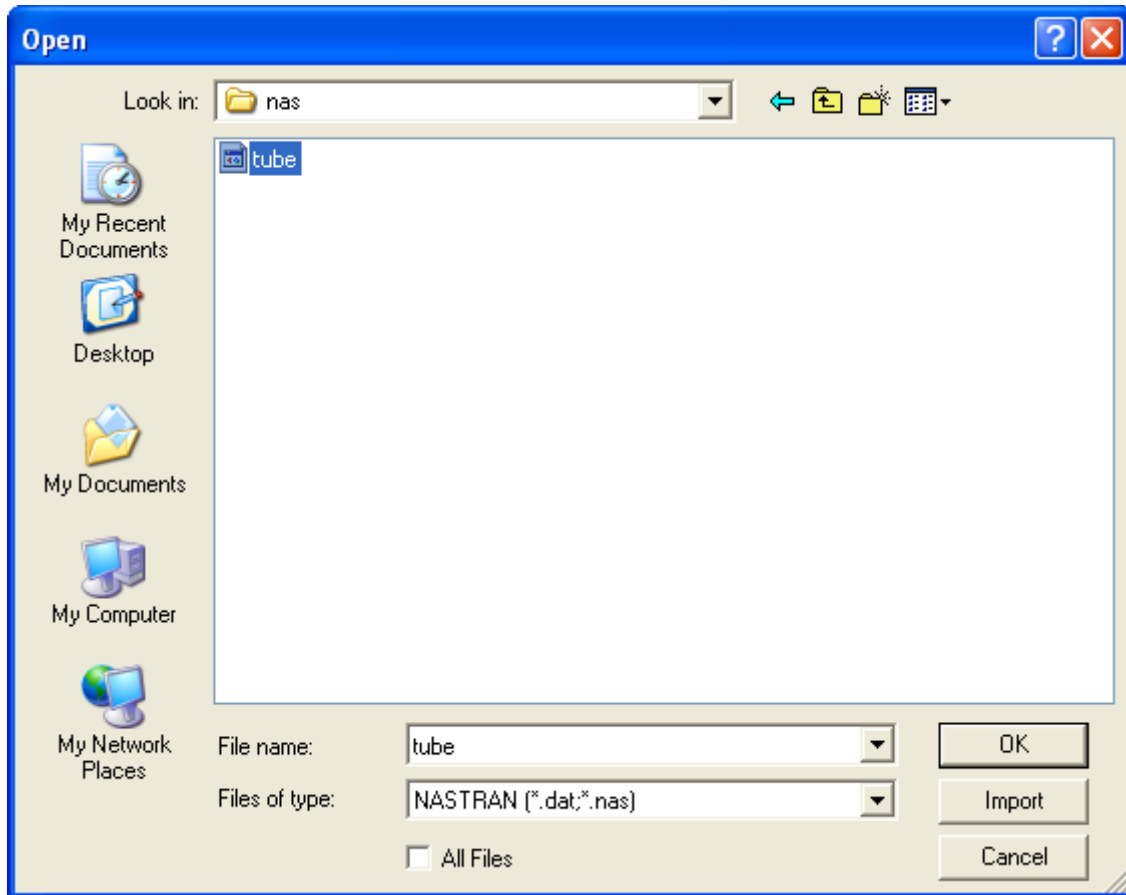 Open
Look in:
nas
tube
My Recent
Documents
Desktop
My Documents
My Computer
My Network
Places
File name:
tube
OK
Files of type:
NASTRAN (*.dat;*.nas)
Import
All Files
Cancel